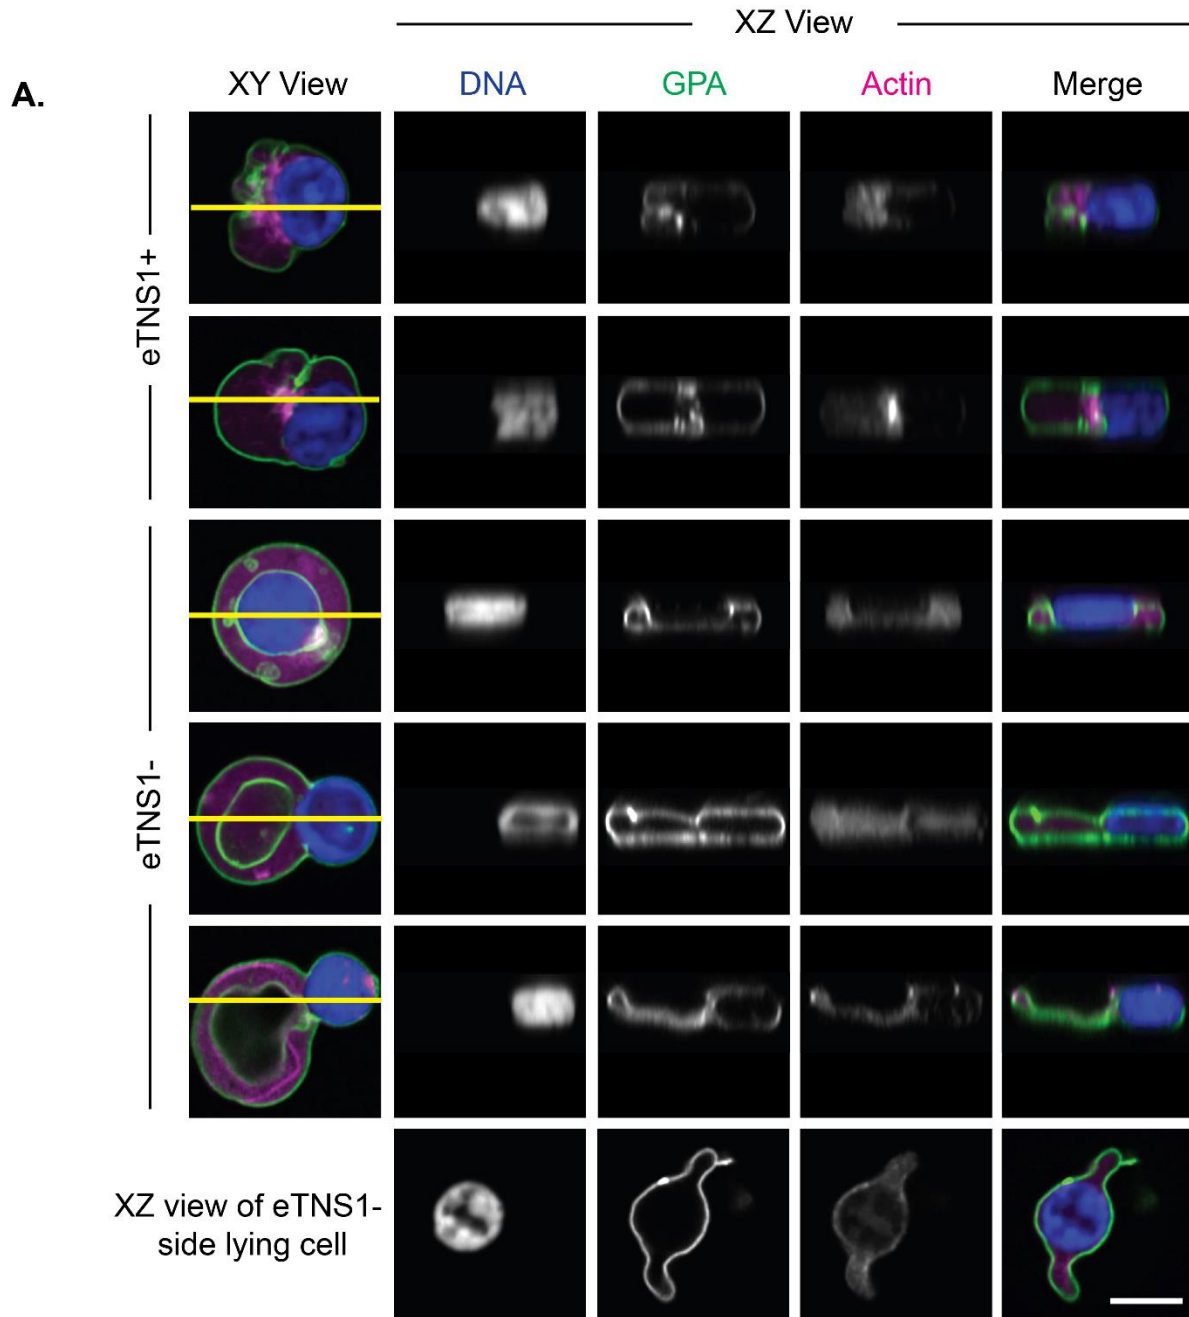 XZ View
A.
XY View
DNA
GPA
Actin
Merge
eTNS1+
eTNS1-
XZ view of eTNS1-
side lying cell